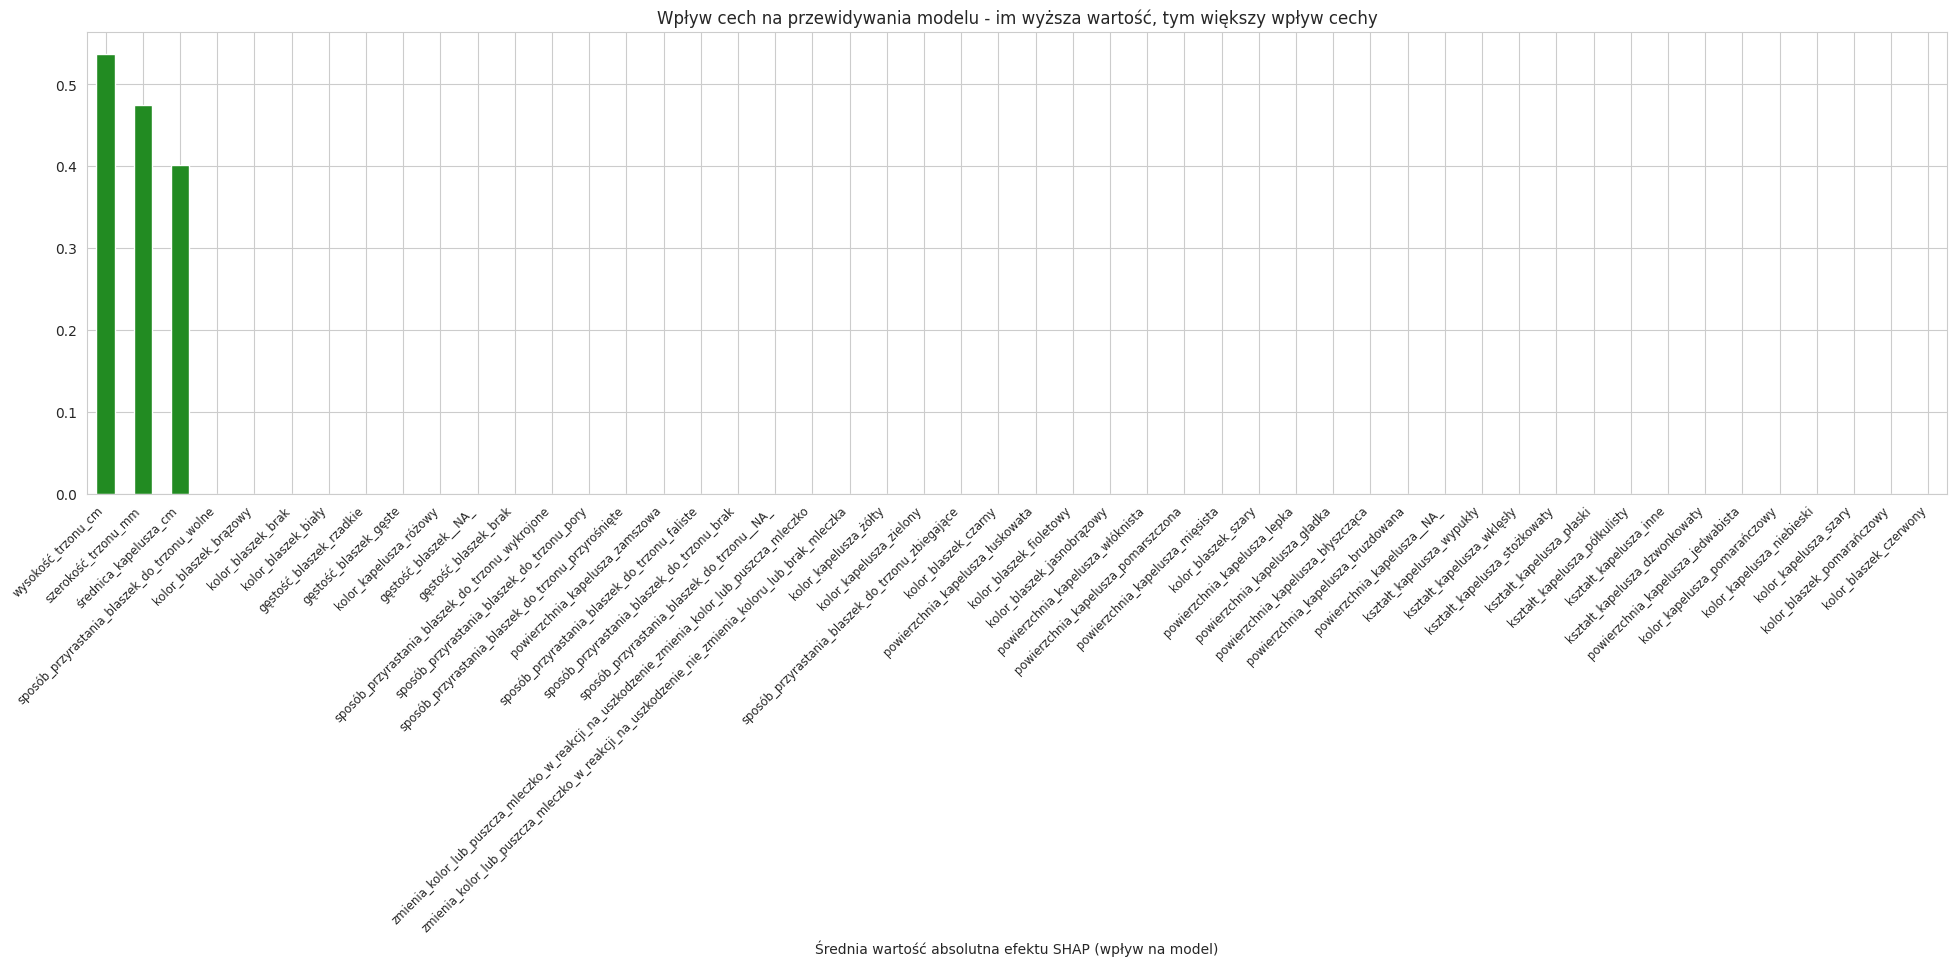 Wpływ cech na przewidywania modelu - im wyższa wartość, tym większy wpływ cechy
0.5
0.4
0.3
0.2
0.1
0.0
wysokość_trzonu_cm
szerokość_trzonu_mm
średnica_kapelusza_cm
sposób_przyrastania_blaszek_do_trzonu_wolne
kolor_blaszek_brązowy
kolor_blaszek_brak
kolor_blaszek_biały
gęstość_blaszek_rzadkie
gęstość_blaszek_gęste
kolor_kapelusza_różowy
gęstość_blaszek__NA_
gęstość_blaszek_brak
sposób_przyrastania_blaszek_do_trzonu_wykrojone
sposób_przyrastania_blaszek_do_trzonu_pory
sposób_przyrastania_blaszek_do_trzonu_przyrośnięte
powierzchnia_kapelusza_zamszowa
sposób_przyrastania_blaszek_do_trzonu_faliste
sposób_przyrastania_blaszek_do_trzonu_brak
sposób_przyrastania_blaszek_do_trzonu__NA_
zmienia_kolor_lub_puszcza_mleczko_w_reakcji_na_uszkodzenie_zmienia_kolor_lub_puszcza_mleczko
zmienia_kolor_lub_puszcza_mleczko_w_reakcji_na_uszkodzenie_nie_zmienia_koloru_lub_brak_mleczka
kolor_kapelusza_żółty
kolor_kapelusza_zielony
sposób_przyrastania_blaszek_do_trzonu_zbiegające
kolor_blaszek_czarny
powierzchnia_kapelusza_łuskowata
kolor_blaszek_fioletowy
kolor_blaszek_jasnobrązowy
powierzchnia_kapelusza_włóknista
powierzchnia_kapelusza_pomarszczona
powierzchnia_kapelusza_mięsista
kolor_blaszek_szary
powierzchnia_kapelusza_lepka
powierzchnia_kapelusza_gładka
powierzchnia_kapelusza_błyszcząca
powierzchnia_kapelusza_bruzdowana
powierzchnia_kapelusza__NA_
kształt_kapelusza_wypukły
kształt_kapelusza_wklęsły
kształt_kapelusza_stożkowaty
kształt_kapelusza_płaski
kształt_kapelusza_półkulisty
kształt_kapelusza_inne
kształt_kapelusza_dzwonkowaty
powierzchnia_kapelusza_jedwabista
kolor_kapelusza_pomarańczowy
kolor_kapelusza_niebieski
kolor_kapelusza_szary
kolor_blaszek_pomarańczowy
kolor_blaszek_czerwony
Średnia wartość absolutna efektu SHAP (wpływ na model)